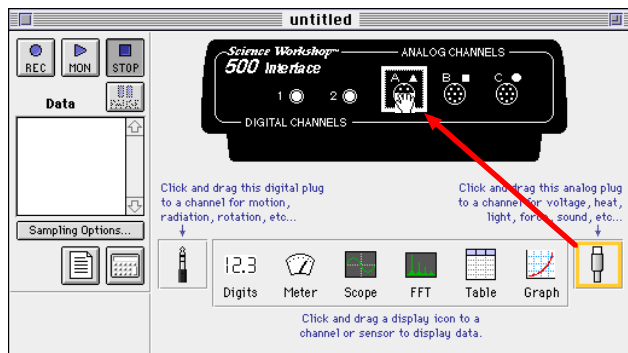 untitled
REC
MON
STOP
PAUSE
Data
Sampling Options...
Science Workshop™
500 Interface
ANALOG CHANNELS
A
B
C
1
2
DIGITAL CHANNELS
Click and drag this digital plug
to a channel for motion,
radiation, rotation, etc...
Click and drag this analog plug
to a channel for voltage, heat,
light, force, sound, etc...
12.3
Digits
Meter
Scope
FFT
Table
Graph
Click and drag a display icon to a
channel or sensor to display data.